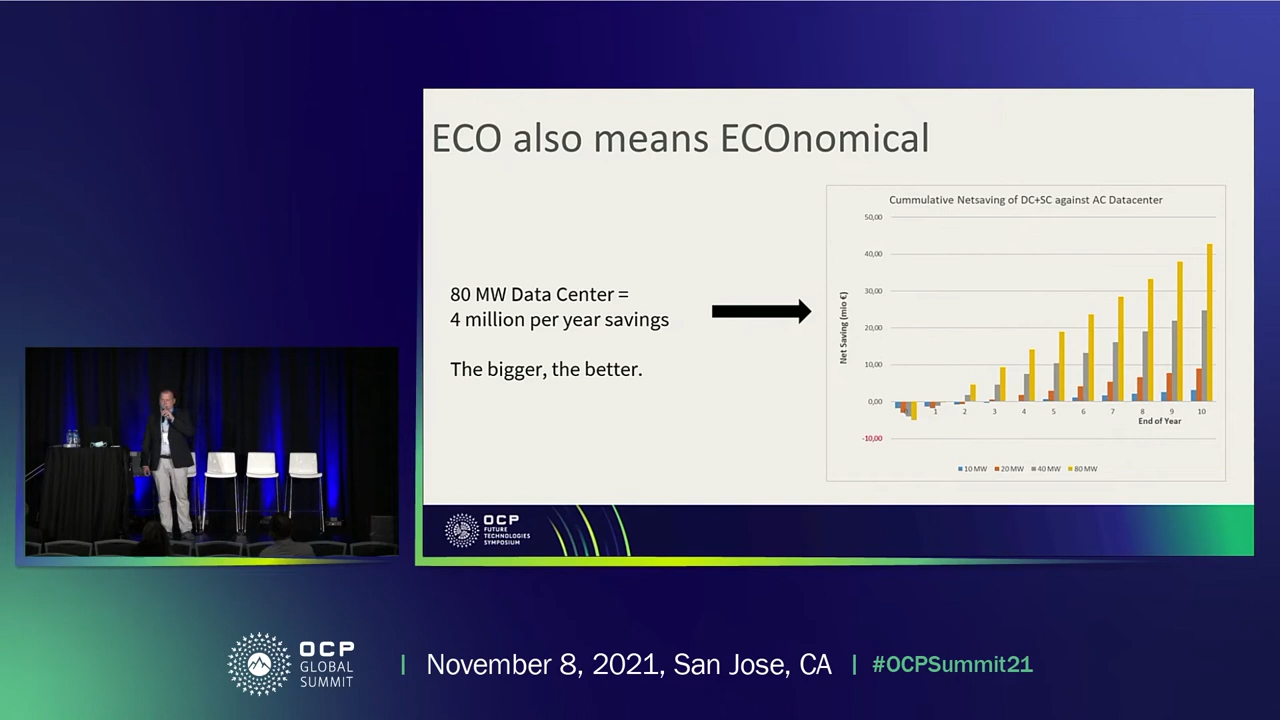 ECO also means ECOnomical
80 MW Data Center =
4 million per year savings
The bigger, the better.
Cummulative Netsaving of DC+SC against AC Datacenter
50,00
40,00
30,00
20,00
10,00
0,00
-10,00
Net Saving (mio €)
1 2 3 4 5 6 7 8 9 10
End of Year
10 MW 20 MW 40 MW 80 MW
OCP
FUTURE
TECHNOLOGIES
SYMPOSIUM
OCP
GLOBAL
SUMMIT
| November 8, 2021, San Jose, CA | #OCPSummit21